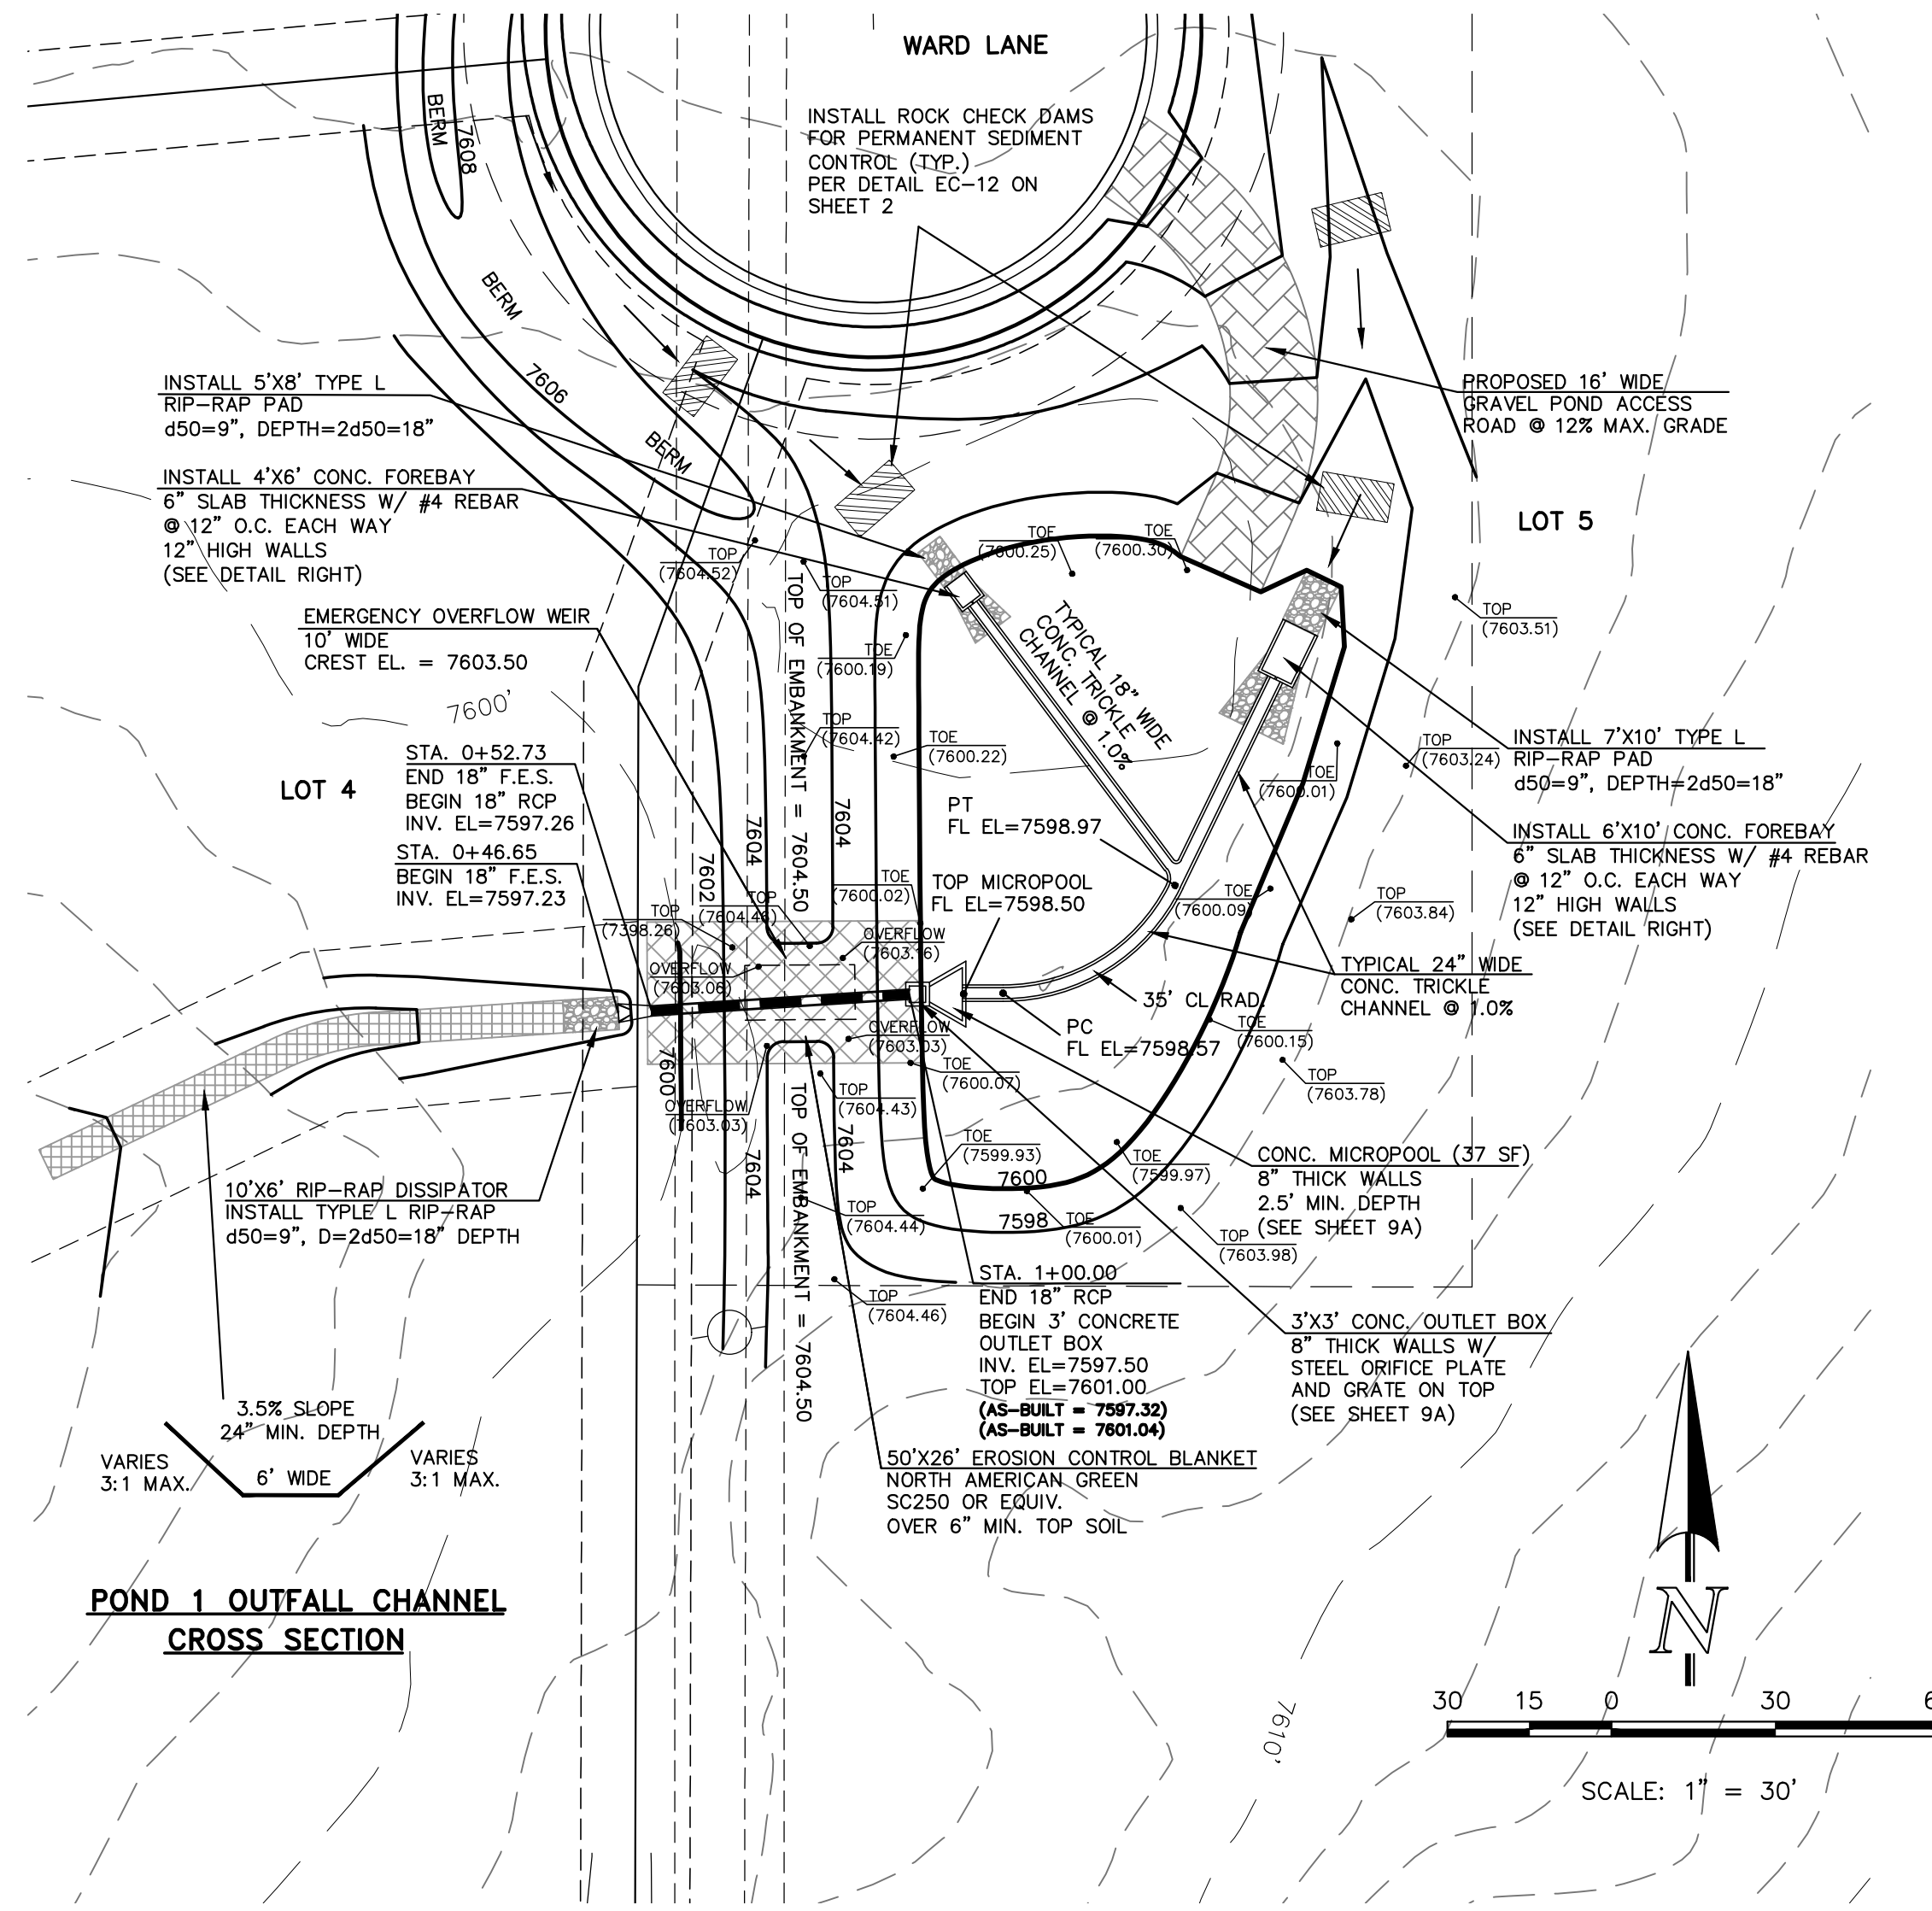 WARD LANE
INSTALL ROCK CHECK DAMS
FOR PERMANENT SEDIMENT
CONTROL (TYP.)
PER DETAIL EC-12 ON
SHEET 2
BERM
7608
BERM
7606
BERM
INSTALL 5'X8' TYPE L
RIP-RAP PAD
d50=9", DEPTH=2d50=18"
INSTALL 4'X6' CONC. FOREBAY
6" SLAB THICKNESS W/ #4 REBAR
@ 12" O.C. EACH WAY
12" HIGH WALLS
(SEE DETAIL RIGHT)
EMERGENCY OVERFLOW WEIR
10' WIDE
CREST EL. = 7603.50
7600'
PROPOSED 16' WIDE
GRAVEL POND ACCESS
ROAD @ 12% MAX. GRADE
LOT 5
TOP
(7604.52)
TOP
(7604.51)
TOE
(7600.25)
TOE
(7600.30)
TOE
(7600.19)
TOP
(7603.51)
TOP OF EMBANKMENT = 7604.50
TYPICAL 18" WIDE
CONC. TRICKLE
CHANNEL @ 1.0%
TOP
(7604.42)
TOE
(7600.22)
TOP
(7603.24)
TOE
(7600.01)
INSTALL 7'X10' TYPE L
RIP-RAP PAD
d50=9", DEPTH=2d50=18"
LOT 4
STA. 0+52.73
END 18" F.E.S.
BEGIN 18" RCP
INV. EL=7597.26
STA. 0+46.65
BEGIN 18" F.E.S.
INV. EL=7597.23
7602
7604
7604
PT
FL EL=7598.97
TOP MICROPOOL
FL EL=7598.50
INSTALL 6'X10' CONC. FOREBAY
6" SLAB THICKNESS W/ #4 REBAR
@ 12" O.C. EACH WAY
12" HIGH WALLS
(SEE DETAIL RIGHT)
TOE
(7600.02)
TOE
(7600.09)
TOP
(7603.84)
TOP
(7398.26)
TOP
(7604.46)
OVERFLOW
(7603.16)
OVERFLOW
(7603.06)
TYPICAL 24" WIDE
CONC. TRICKLE
CHANNEL @ 1.0%
35' CL RAD.
PC
FL EL=7598.57
OVERFLOW
(7603.03)
TOE
(7600.15)
TOE
(7600.07)
TOP
(7603.78)
7600
OVERFLOW
(7603.03)
TOP
(7604.43)
TOE
(7599.93)
TOE
(7599.97)
7604
7604
TOP OF EMBANKMENT = 7604.50
7600
7598
TOP
(7604.44)
TOE
(7600.01)
TOP
(7603.98)
TOP
(7604.46)
CONC. MICROPOOL (37 SF)
8" THICK WALLS
2.5' MIN. DEPTH
(SEE SHEET 9A)
10'X6' RIP-RAP DISSIPATOR
INSTALL TYPLE L RIP-RAP
d50=9", D=2d50=18" DEPTH
STA. 1+00.00
END 18" RCP
BEGIN 3' CONCRETE
OUTLET BOX
INV. EL=7597.50
TOP EL=7601.00
(AS-BUILT = 7597.32)
(AS-BUILT = 7601.04)
3'X3' CONC. OUTLET BOX
8" THICK WALLS W/
STEEL ORIFICE PLATE
AND GRATE ON TOP
(SEE SHEET 9A)
50'X26' EROSION CONTROL BLANKET
NORTH AMERICAN GREEN
SC250 OR EQUIV.
OVER 6" MIN. TOP SOIL
3.5% SLOPE
24" MIN. DEPTH
VARIES
3:1 MAX.
6' WIDE
VARIES
3:1 MAX.
POND 1 OUTFALL CHANNEL
CROSS SECTION
7610'
N
30 15 0 30
SCALE: 1" = 30'